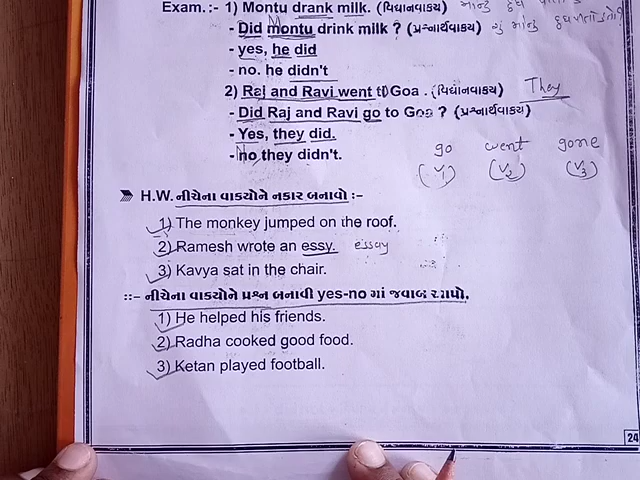 Exam.:- 1) Montu drank milk. (વિધાનવાક્ય)
- Did Montu drink milk ? (પ્રશ્નાર્થવાક્ય) શું
- yes, he did
- no. he didn't
2) Raj and Ravi went to Goa . (વિધાનવાક્ય) They
- Did Raj and Ravi go to Goa ? (પ્રશ્નાર્થવાક્ય)
- Yes, they did.
- No they didn't.
go went gone
(V1) (V2) (V3)
H.W. નીચેના વાક્યોને નકાર બનાવો :-
1) The monkey jumped on the roof.
2) Ramesh wrote an essy. essay
3) Kavya sat in the chair.
::- નીચેના વાક્યોને પ્રશ્ન બનાવી yes-no માં જવાબ આપો.
1) He helped his friends.
2) Radha cooked good food.
3) Ketan played football.
24